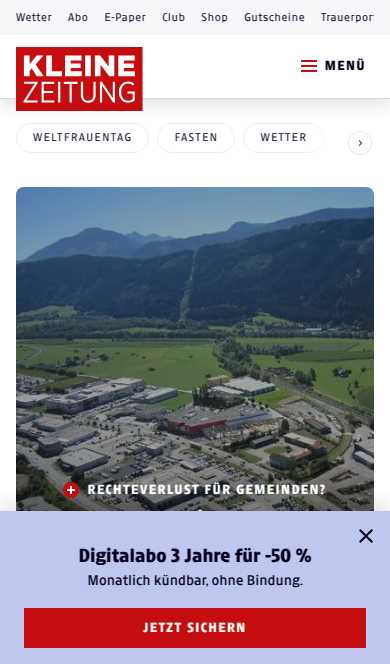 Wetter Abo E-Paper Club Shop Gutscheine Trauerpor
KLEINE
ZEITUNG
MENÜ
WELTFRAUENTAG FASTEN WETTER
RECHTEVERLUST FÜR GEMEINDEN?
Digitalabo 3 Jahre für -50 %
Monatlich kündbar, ohne Bindung.
JETZT SICHERN